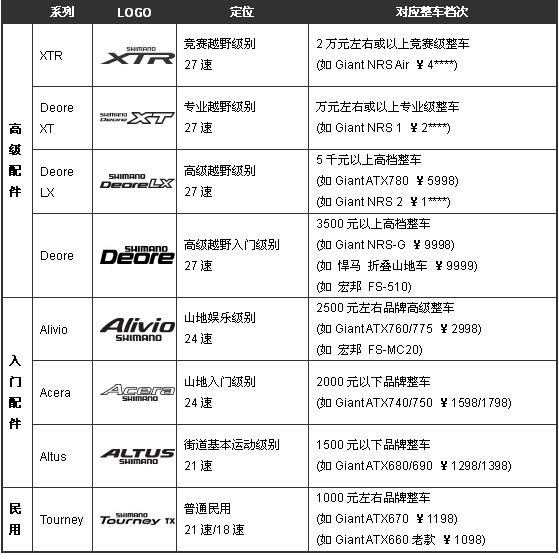 系列 LOGO 定位 对应整车档次
高级配件
XTR
SHIMANO
XTR
竞赛越野级别
27 速
2 万元左右或以上竞赛级整车
(如 Giant NRS Air ￥ 4****)
Deore
XT
SHIMANO
Deore XT
专业越野级别
27 速
万元左右或以上专业级整车
(如 Giant NRS 1 ￥ 2****)
Deore
LX
SHIMANO
Deore LX
高级越野级别
27 速
5 千元以上高档整车
(如 Giant ATX780 ￥ 5998)
(如 Giant NRS 2 ￥ 1****)
Deore
SHIMANO
Deore
高级越野入门级别
27 速
3500 元以上高档整车
(如 Giant NRS-G ￥ 9998)
(如 悍马 折叠山地车 ￥ 9999)
(如 宏邦 FS-510)
入门配件
Alivio
Alivio
SHIMANO
山地娱乐级别
24 速
2500 元左右品牌高级整车
(如 Giant ATX760/775 ￥ 2998)
(如 宏邦 FS-MC20)
Acera
Acera
SHIMANO
山地入门级别
24 速
2000 元以下品牌整车
(如 Giant ATX740/750 ￥ 1598/1798)
Altus
ALTUS
SHIMANO
街道基本运动级别
21 速
1500 元以下品牌整车
(如 Giant ATX680/690 ￥ 1298/1398)
民用
Tourney
SHIMANO
Tourney TX
普通民用
21 速/18 速
1000 元左右品牌整车
(如 Giant ATX670 ￥ 1198)
(如 Giant ATX660 老款 ￥ 1098)